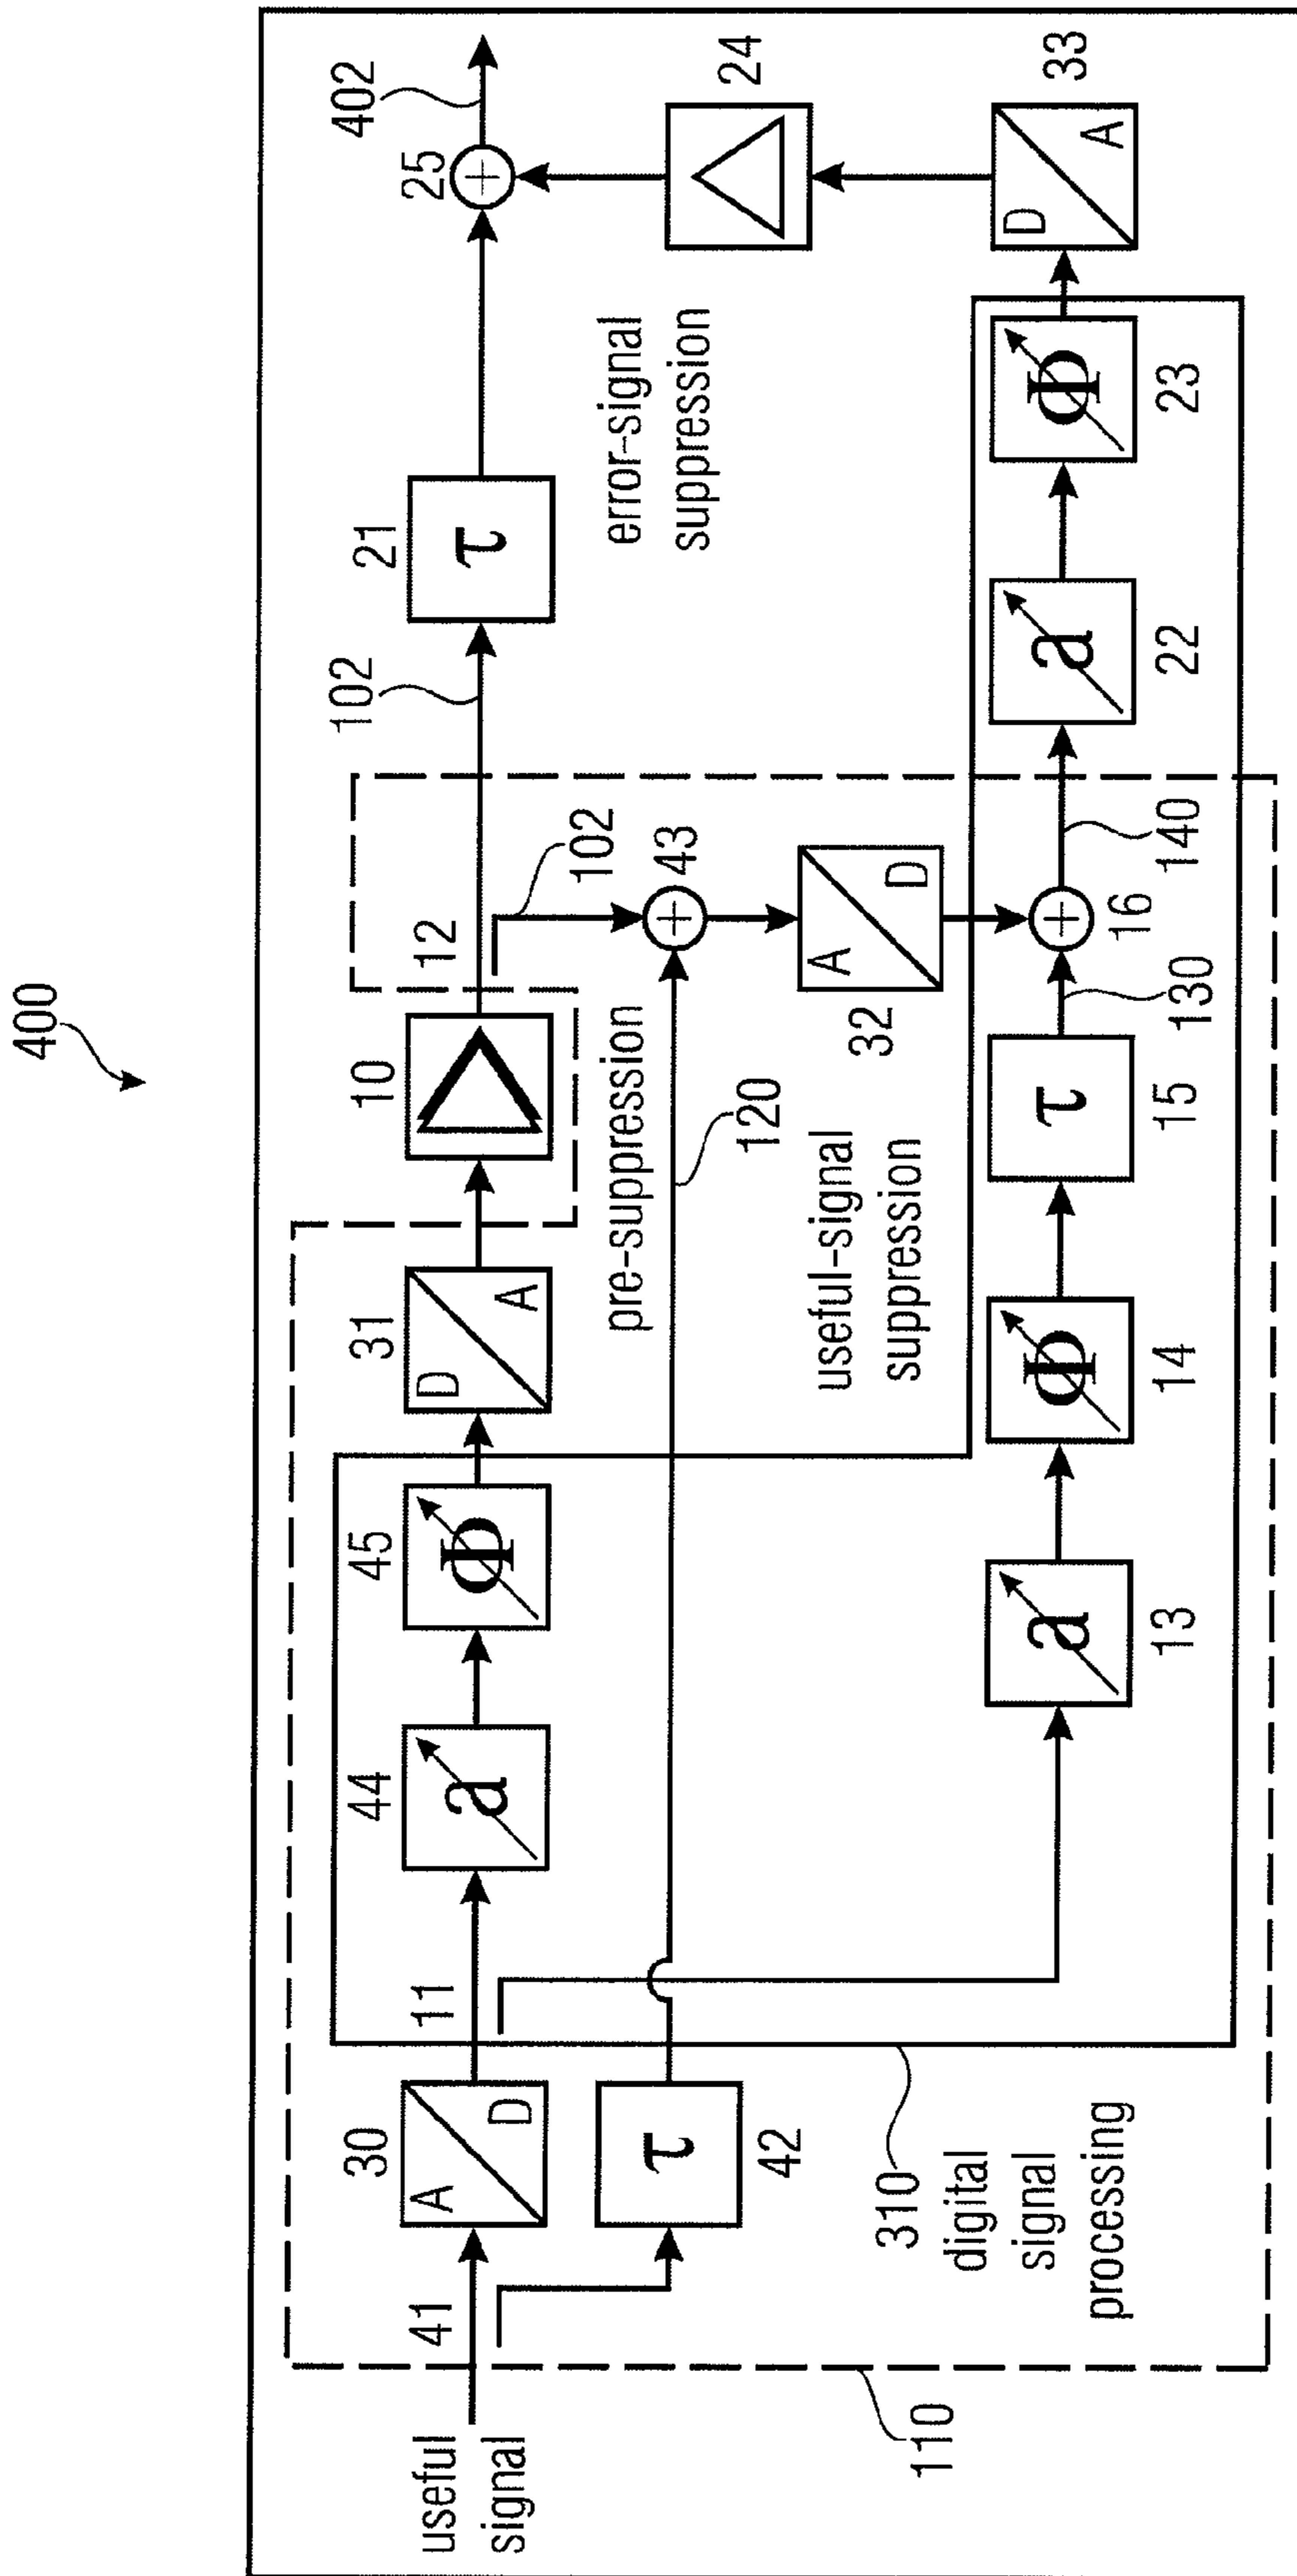 400
402
25
24
33
D
A
21
τ
error-signal
suppression
102
a
22
Φ
23
12
102
43
A
D
32
16
140
130
10
pre-suppression
120
useful-signal
suppression
31
D
A
τ
15
Φ
14
a
13
45
Φ
44
a
11
30
A
D
τ
42
310
digital
signal
processing
41
110
useful
signal